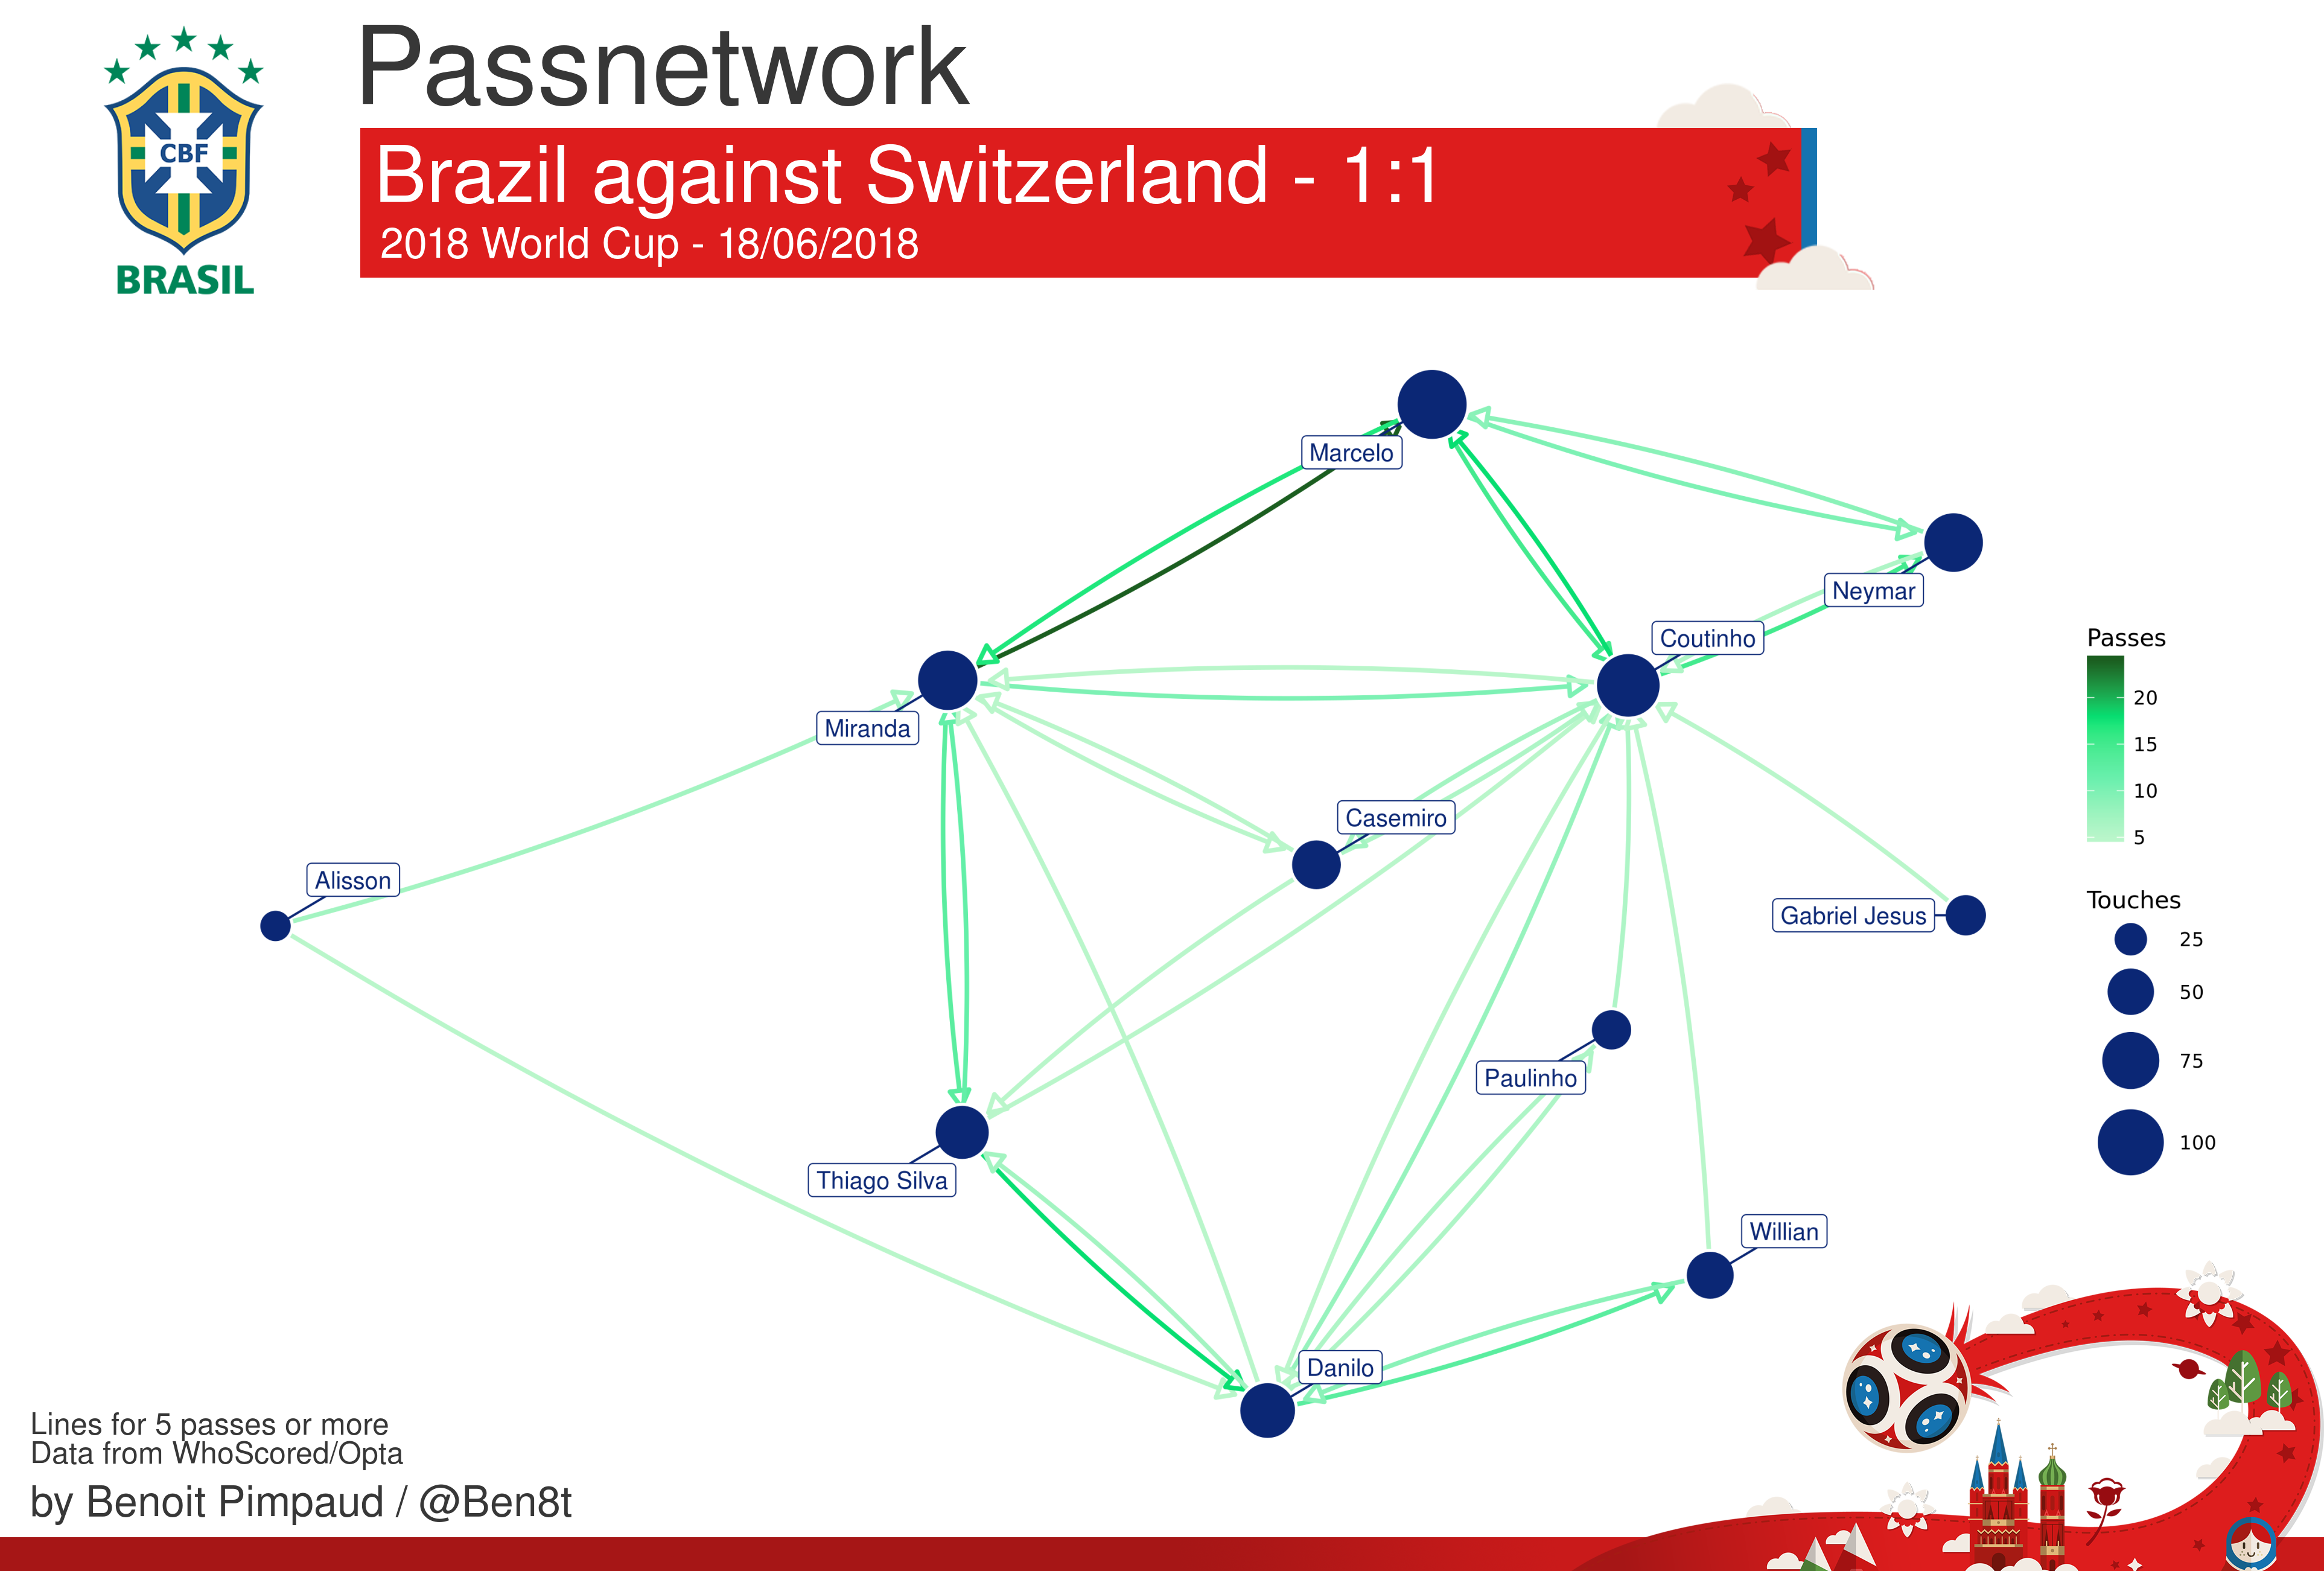 Passnetwork
CBF
BRASIL
Brazil against Switzerland - 1:1
2018 World Cup - 18/06/2018
Marcelo
Neymar
Coutinho
Miranda
Casemiro
Alisson
Gabriel Jesus
Paulinho
Thiago Silva
Willian
Danilo
Passes
20
15
10
5
Touches
25
50
75
100
Lines for 5 passes or more
Data from WhoScored/Opta
by Benoit Pimpaud / @Ben8t